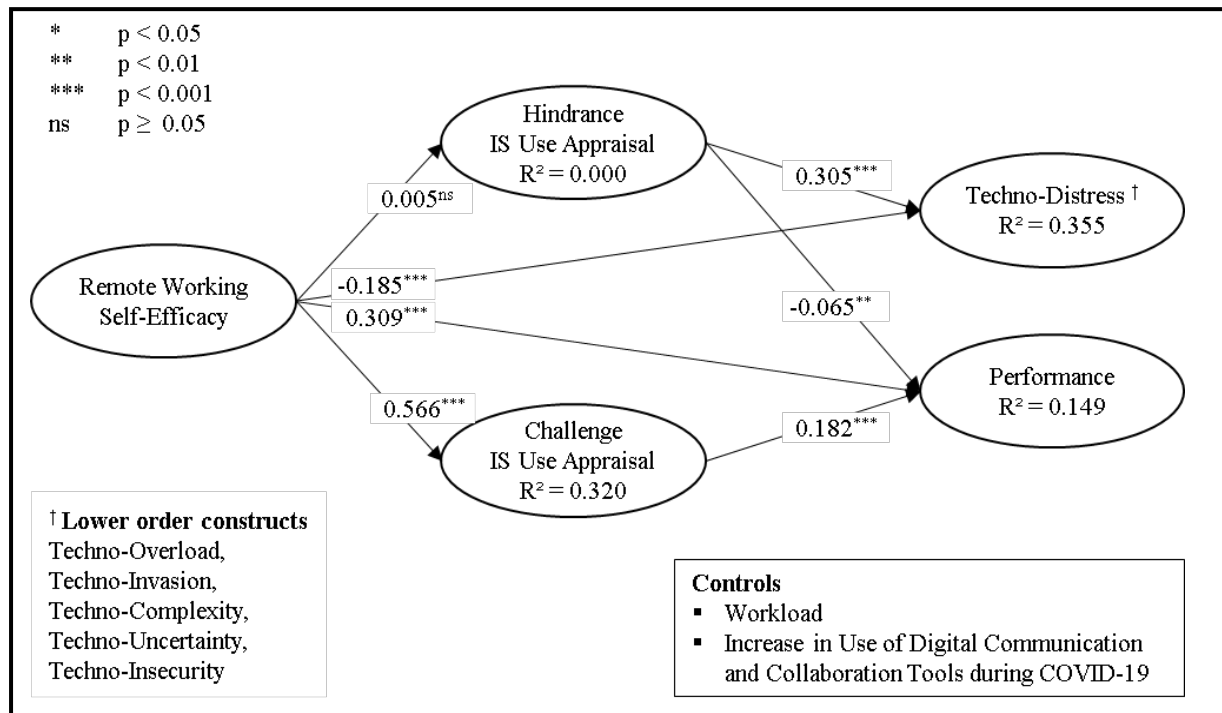 * p < 0.05
** p < 0.01
*** p < 0.001
ns p ≥ 0.05
Hindrance
IS Use Appraisal
R² = 0.000
0.305***
Techno-Distress †
R² = 0.355
0.005ns
Remote Working
Self-Efficacy
-0.185***
0.309***
-0.065**
Performance
R² = 0.149
0.566***
0.182***
Challenge
IS Use Appraisal
R² = 0.320
† Lower order constructs
Techno-Overload,
Techno-Invasion,
Techno-Complexity,
Techno-Uncertainty,
Techno-Insecurity
Controls
▪ Workload
▪ Increase in Use of Digital Communication
and Collaboration Tools during COVID-19